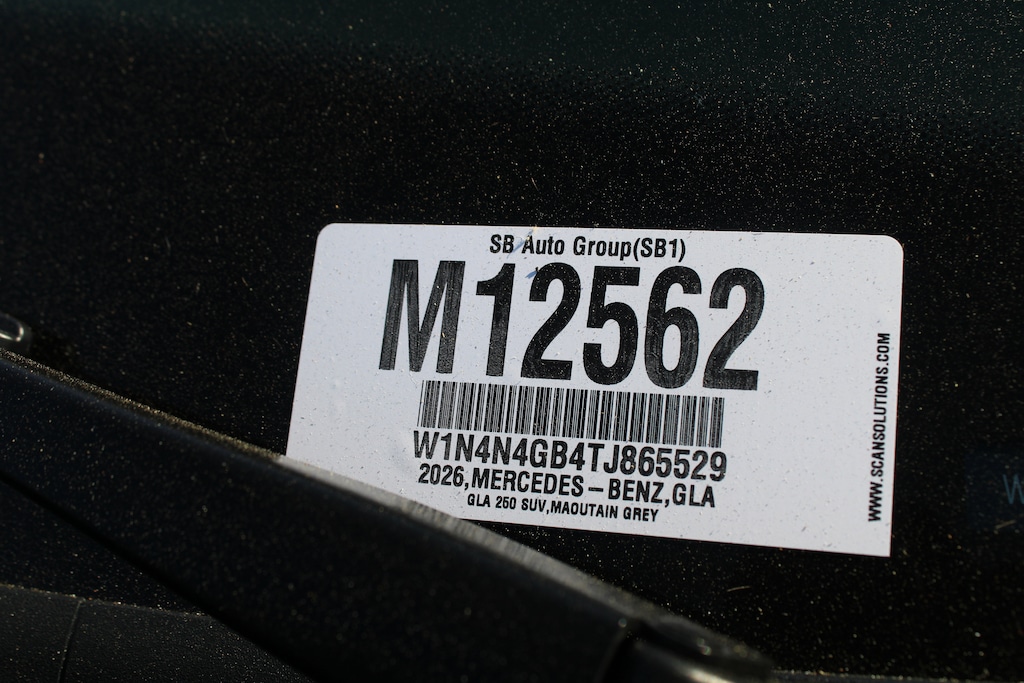 SB Auto Group(SB1)
M12562
W1N4N4GB4TJ865529
2026,MERCEDES-BENZ,GLA
GLA 250 SUV,MAOUTAIN GREY
WWW.SCANSOLUTIONS.COM